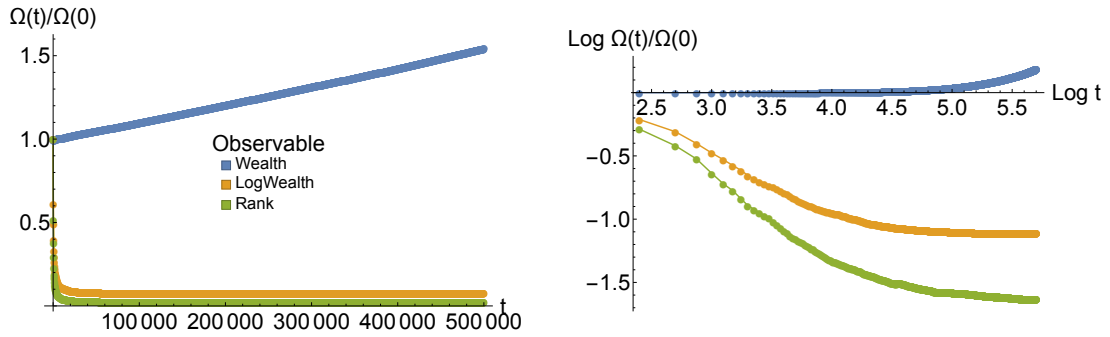 Ω(t)/Ω(0)
1.5
1.0
0.5
Observable
Wealth
LogWealth
Rank
t
100 000 200 000 300 000 400 000 500 000
Log Ω(t)/Ω(0)
Log t
2.5 3.0 3.5 4.0 4.5 5.0 5.5
-0.5
-1.0
-1.5